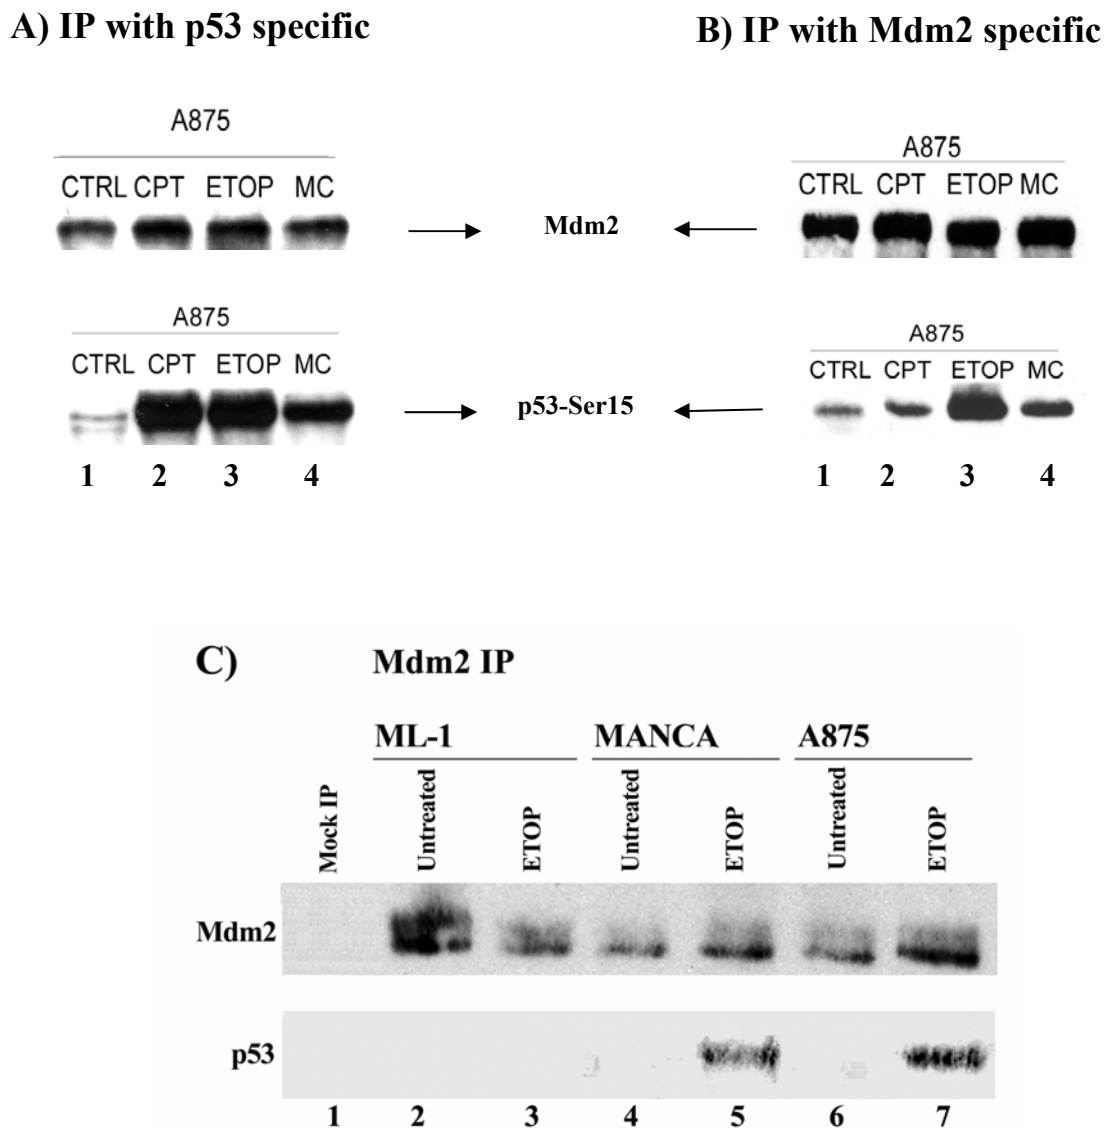 A) IP with p53 specific
B) IP with Mdm2 specific
A875
CTRL CPT ETOP MC
A875
CTRL CPT ETOP MC
Mdm2
A875
CTRL CPT ETOP MC
A875
CTRL CPT ETOP MC
p53-Ser15
1 2 3 4
1 2 3 4
C) Mdm2 IP
ML-1 MANCA A875
Mock IP
Untreated
ETOP
Untreated
ETOP
Untreated
ETOP
Mdm2
p53
1 2 3 4 5 6 7